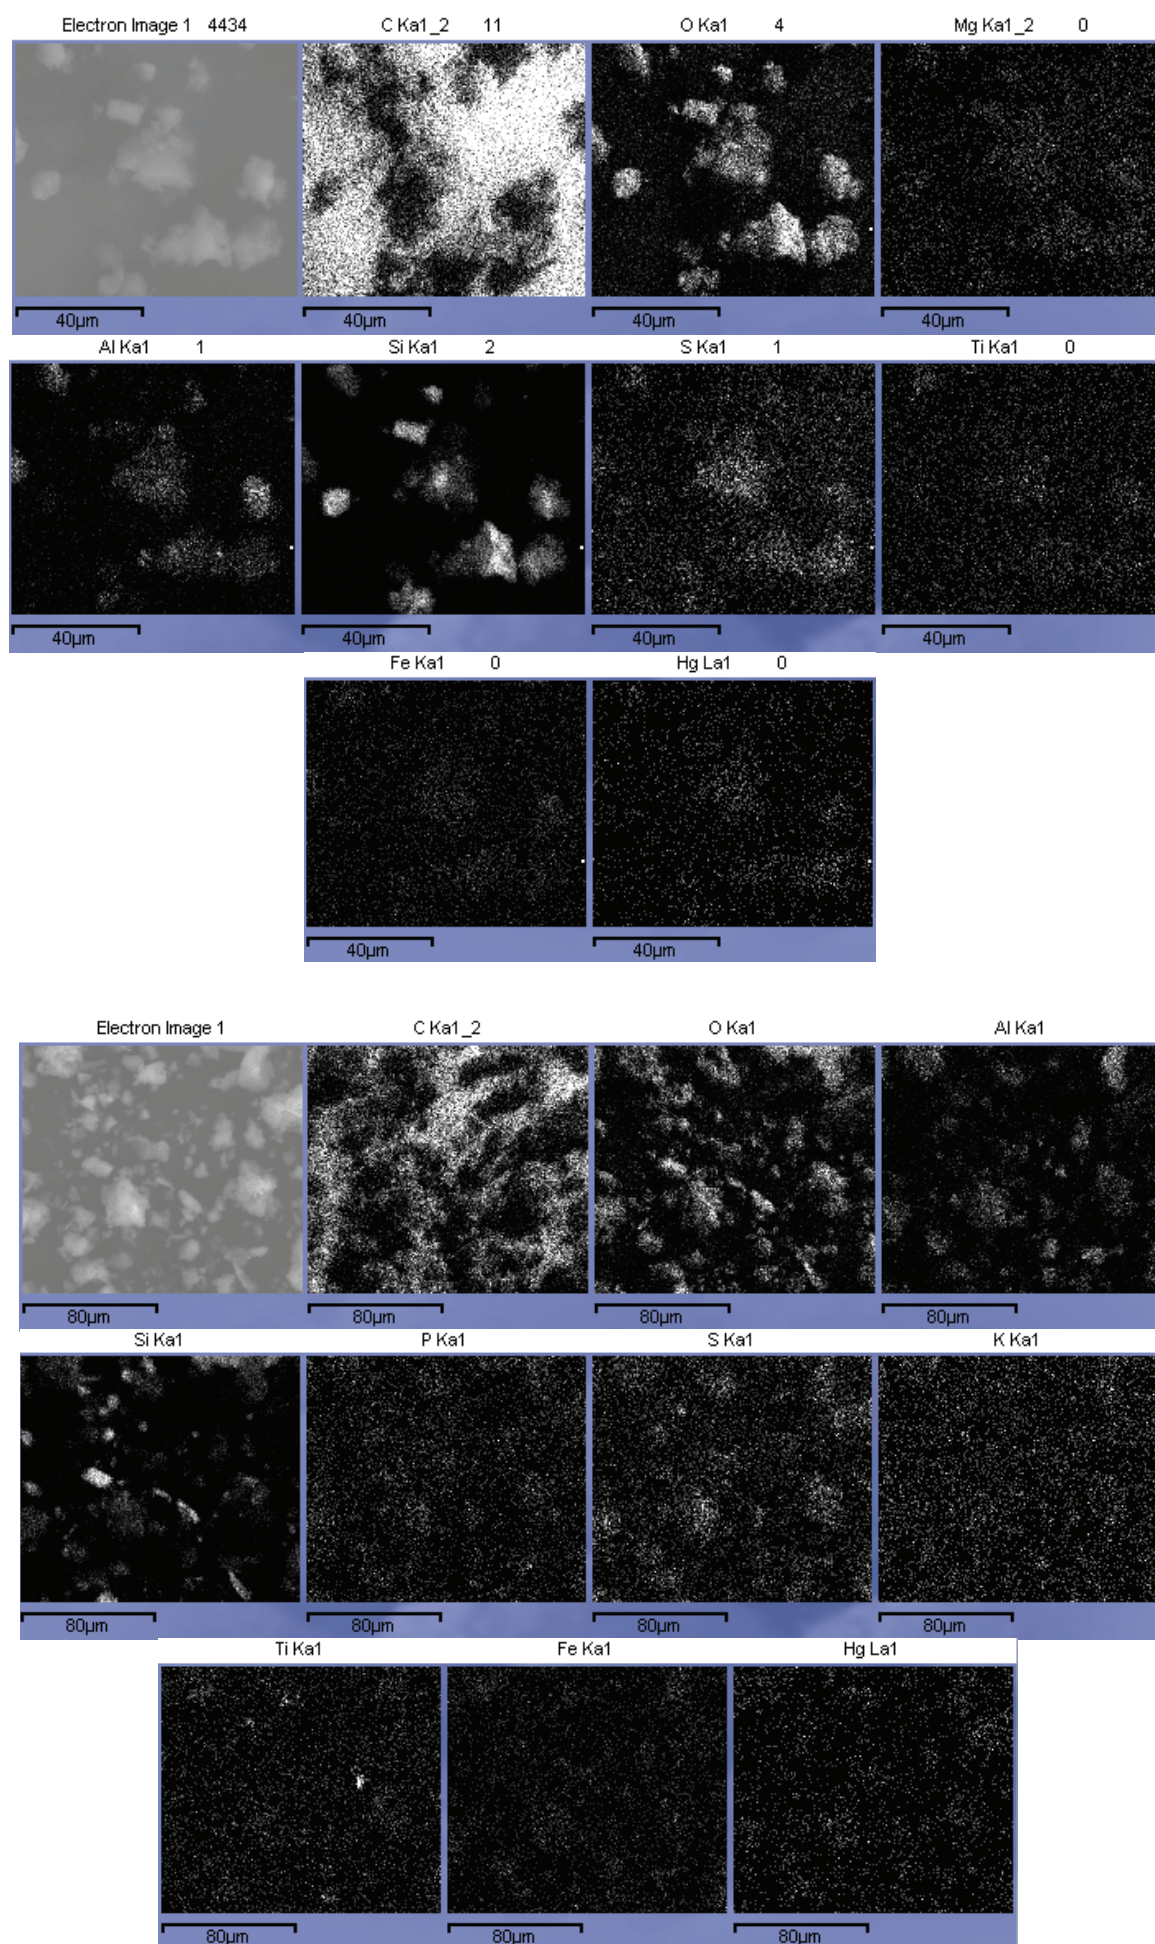 Electron Image 1 4434 C Ka1_2 11 O Ka1 4 Mg Ka1_2 0
40µm 40µm 40µm 40µm
Al Ka1 1 Si Ka1 2 S Ka1 1 Ti Ka1 0
40µm 40µm 40µm 40µm
Fe Ka1 0 Hg La1 0
40µm 40µm
Electron Image 1 C Ka1_2 O Ka1 Al Ka1
80µm 80µm 80µm 80µm
Si Ka1 P Ka1 S Ka1 K Ka1
80µm 80µm 80µm 80µm
Ti Ka1 Fe Ka1 Hg La1
80µm 80µm 80µm